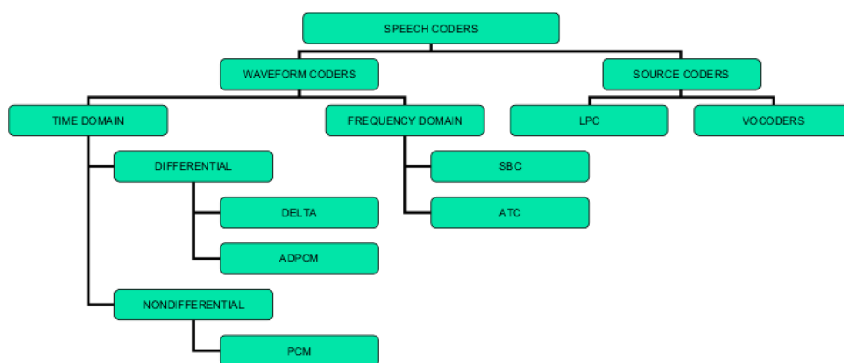 SPEECH CODERS
WAVEFORM CODERS
SOURCE CODERS
TIME DOMAIN
FREQUENCY DOMAIN
LPC
VOCODERS
DIFFERENTIAL
SBC
DELTA
ATC
ADPCM
NONDIFFERENTIAL
PCM